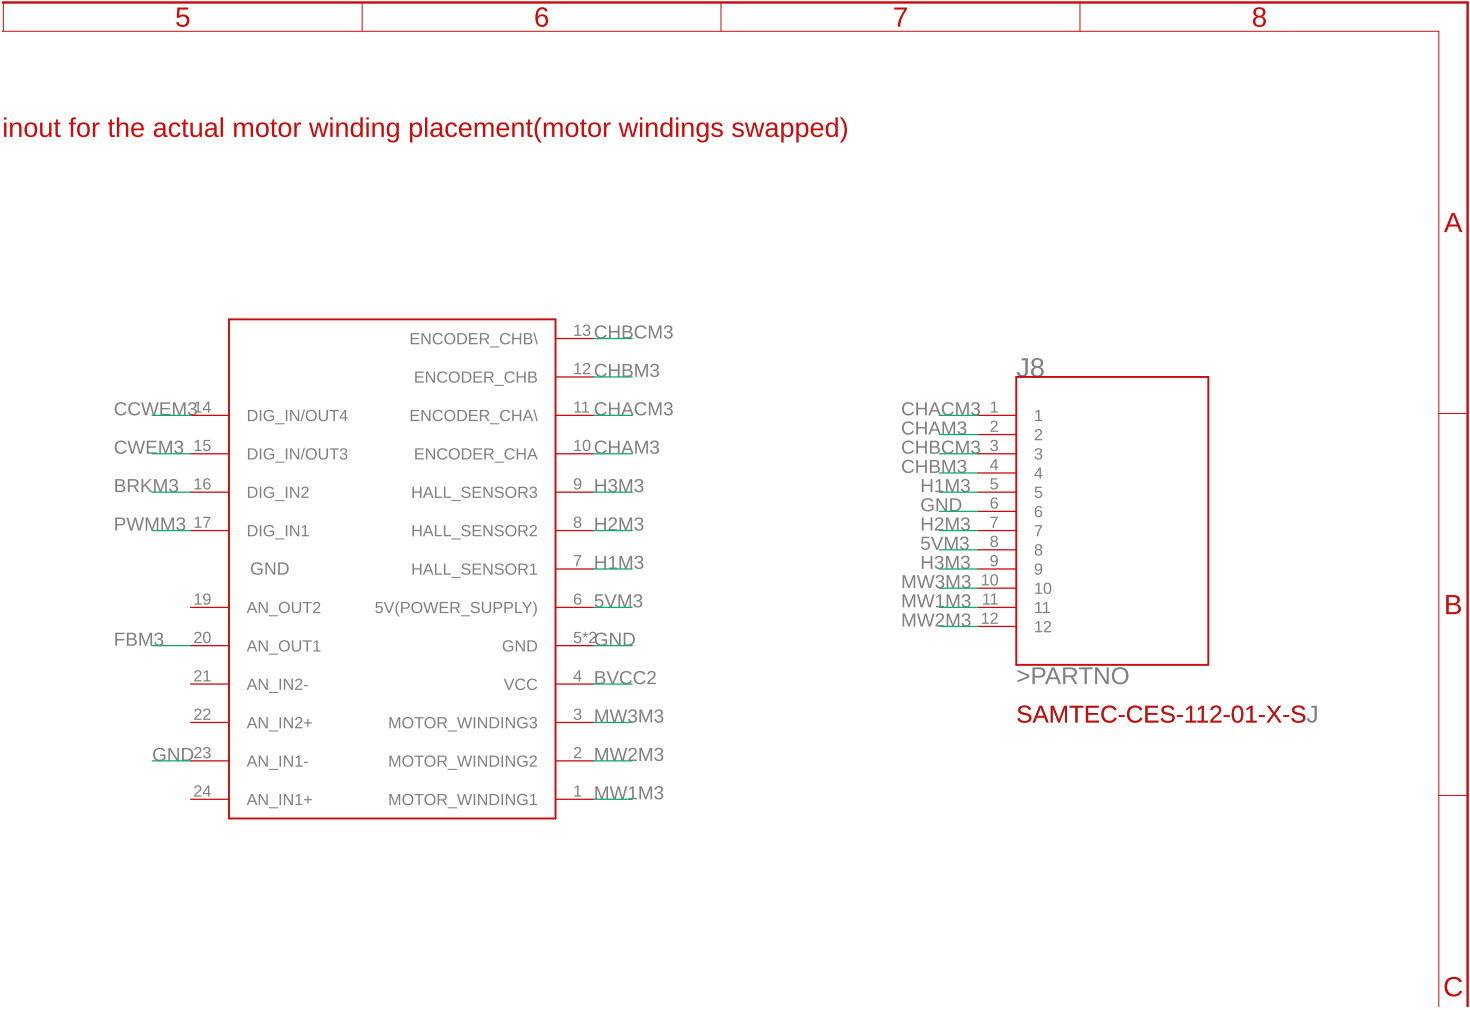 5 6 7 8
inout for the actual motor winding placement(motor windings swapped)
A
ENCODER_CHB\ 13 CHBCM3
ENCODER_CHB 12 CHBM3
CCWEM3 14 DIG_IN/OUT4 ENCODER_CHA\ 11 CHACM3
CWEM3 15 DIG_IN/OUT3 ENCODER_CHA 10 CHAM3
BRKM3 16 DIG_IN2 HALL_SENSOR3 9 H3M3
PWMM3 17 DIG_IN1 HALL_SENSOR2 8 H2M3
GND HALL_SENSOR1 7 H1M3
19 AN_OUT2 5V(POWER_SUPPLY) 6 5VM3
FBM3 20 AN_OUT1 GND 5*2 GND
21 AN_IN2- VCC 4 BVCC2
22 AN_IN2+ MOTOR_WINDING3 3 MW3M3
GND 23 AN_IN1- MOTOR_WINDING2 2 MW2M3
24 AN_IN1+ MOTOR_WINDING1 1 MW1M3
J8
CHACM3 1 1
CHAM3 2 2
CHBCM3 3 3
CHBM3 4 4
H1M3 5 5
GND 6 6
H2M3 7 7
5VM3 8 8
H3M3 9 9
MW3M3 10 10
MW1M3 11 11
MW2M3 12 12
>PARTNO
SAMTEC-CES-112-01-X-SJ
B
C